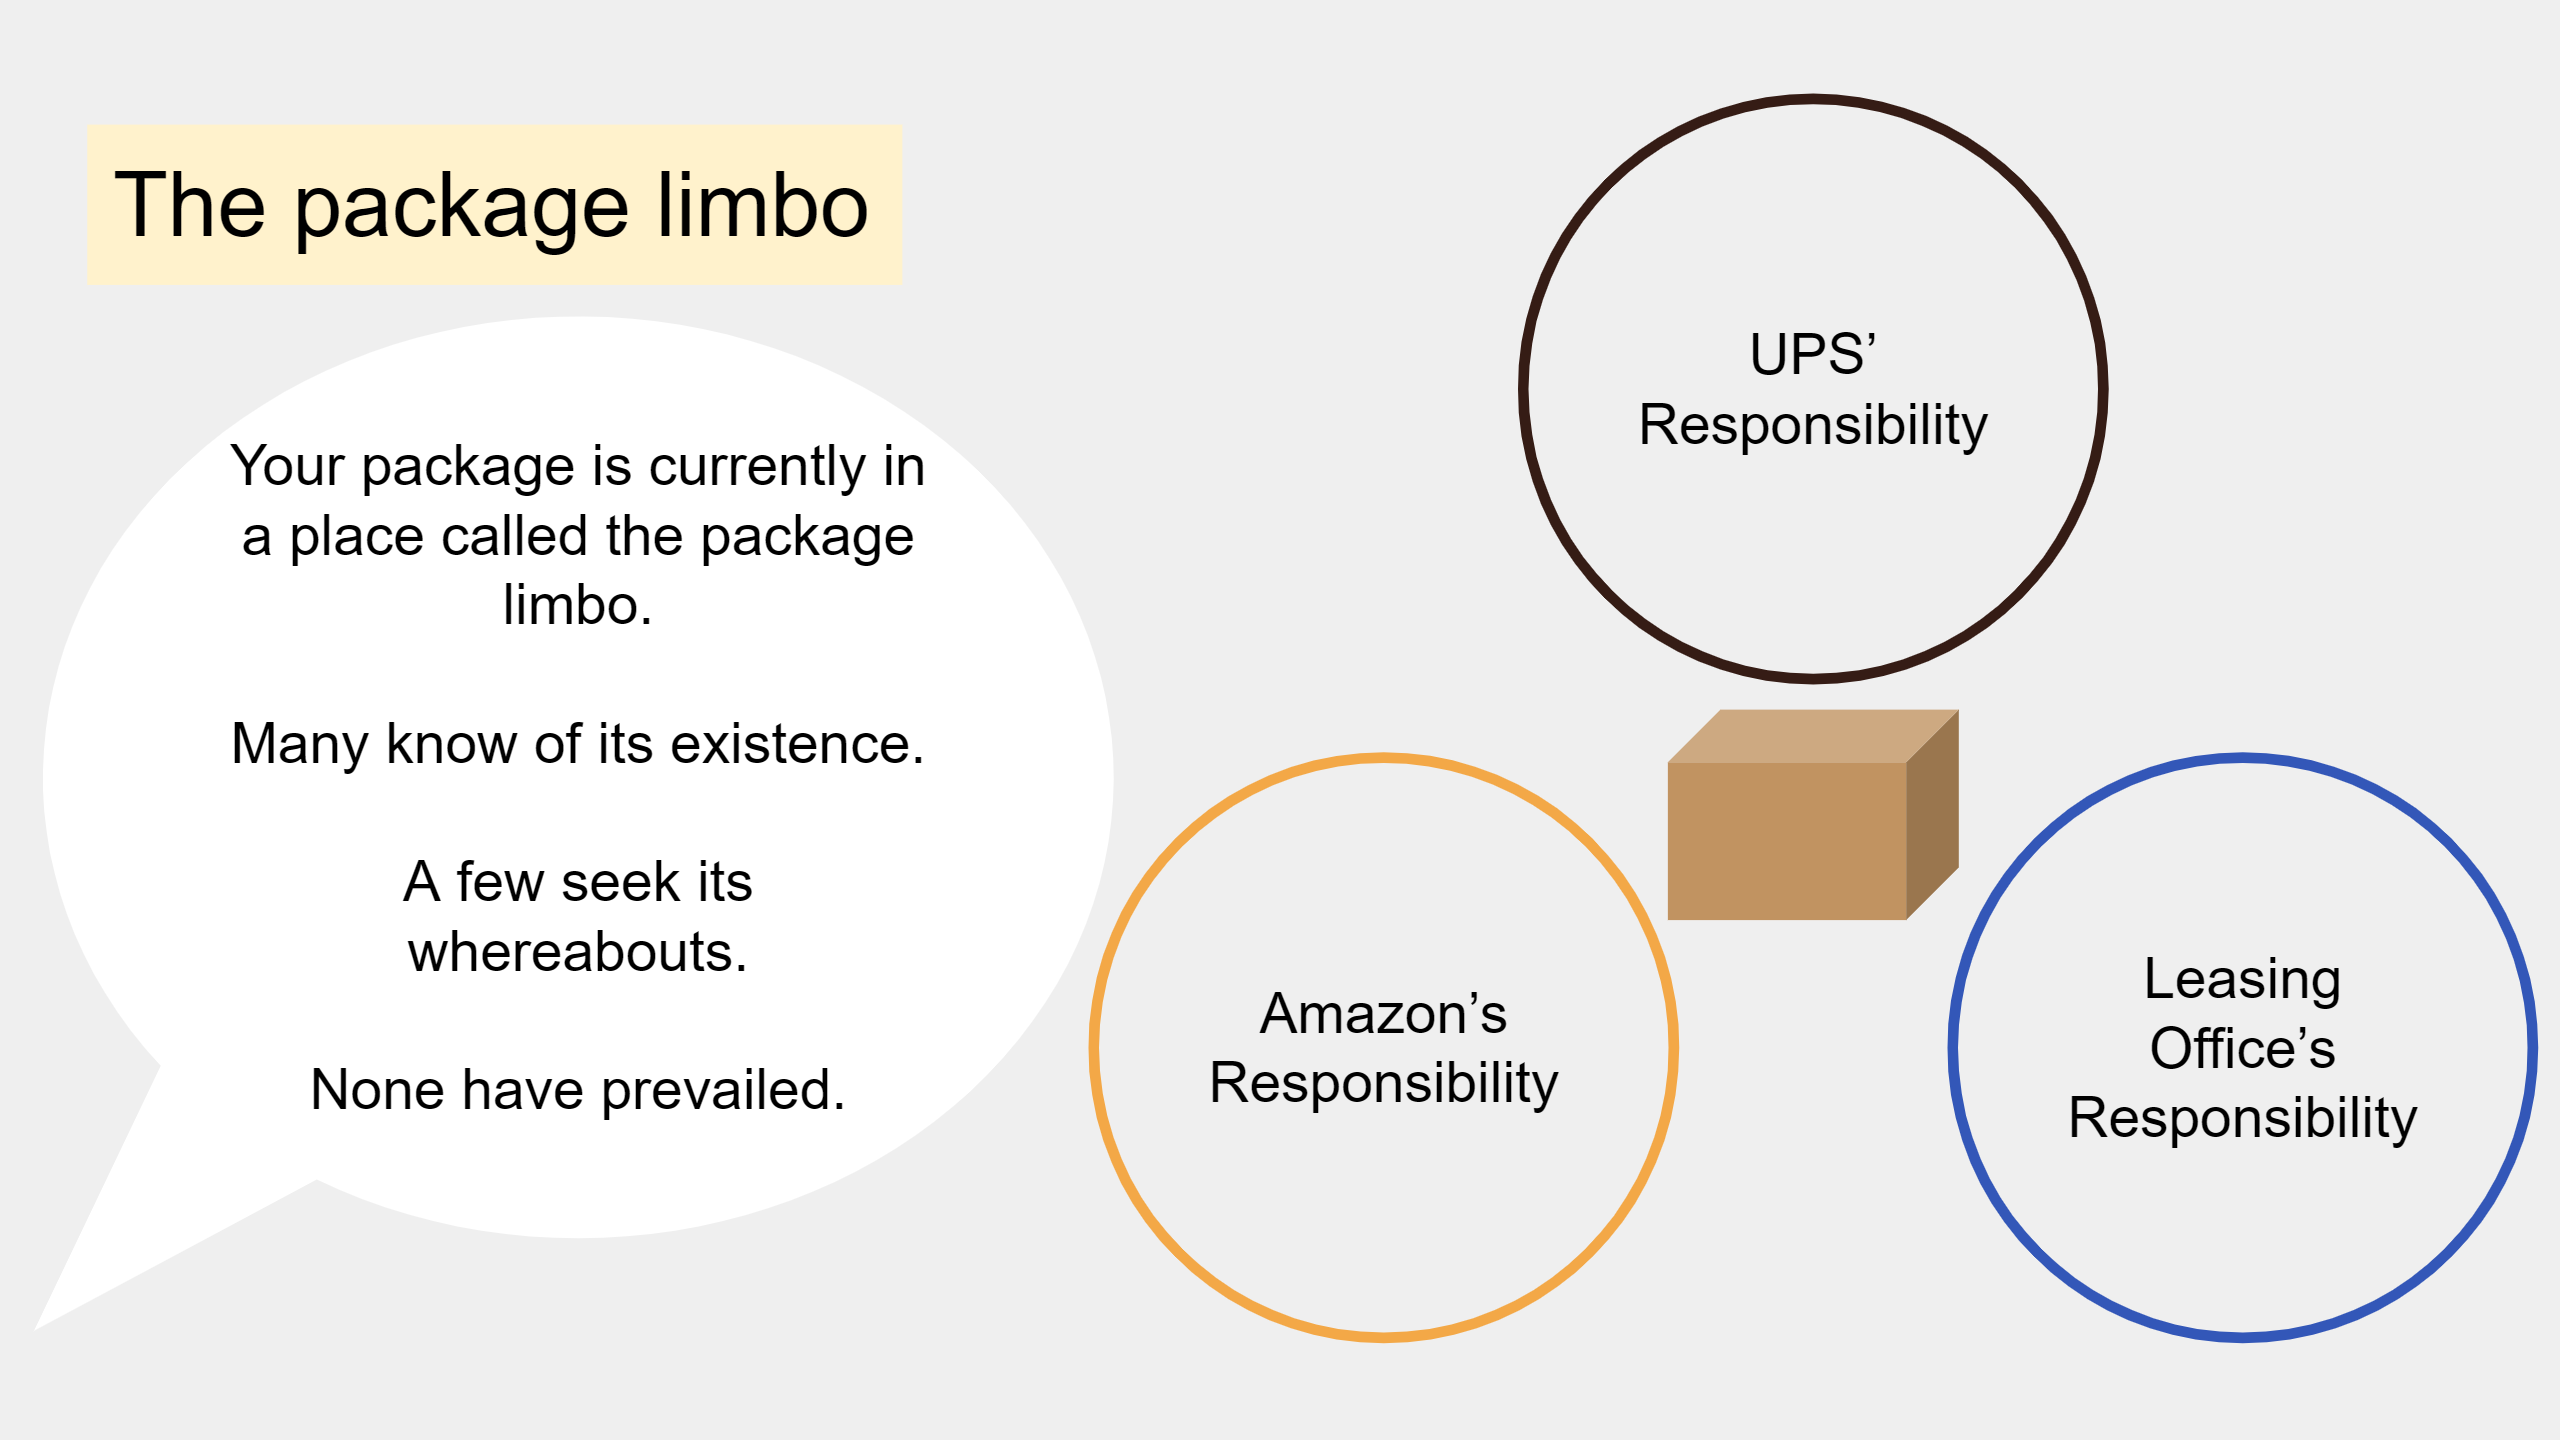 The package limbo
Your package is currently in
a place called the package
limbo.
Many know of its existence.
A few seek its
whereabouts.
None have prevailed.
UPS’
Responsibility
Amazon’s
Responsibility
Leasing
Office’s
Responsibility